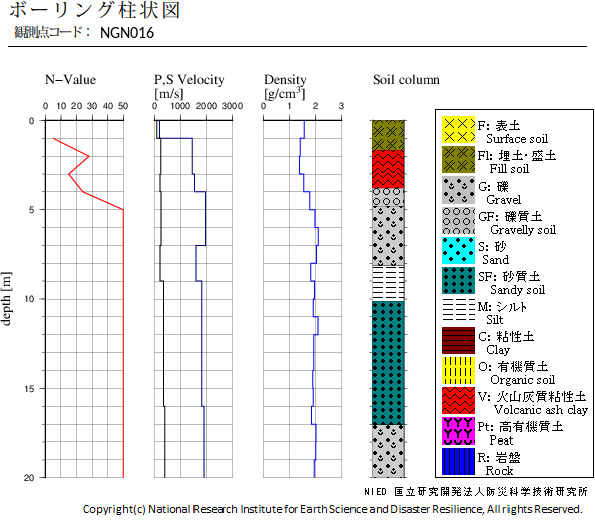 ボーリング柱状図
観測点コード： NGN016
N−Value
P,S Velocity
Density
Soil column
[m/s]
[g/cm³]
0 10 20 30 40 50
0 1000 2000 3000
0 1 2 3
0
5
10
15
20
depth [m]
F: 表土
Surface soil
Fl: 埋土・盛土
Fill soil
G: 礫
Gravel
GF: 礫質土
Gravelly soil
S: 砂
Sand
SF: 砂質土
Sandy soil
M: シルト
Silt
C: 粘性土
Clay
O: 有機質土
Organic soil
V: 火山灰質粘性土
Volcanic ash clay
Pt: 高有機質土
Peat
R: 岩盤
Rock
NIED 国立研究開発法人防災科学技術研究所
Copyright(c) National Research Institute for Earth Science and Disaster Resilience, All rights Reserved.